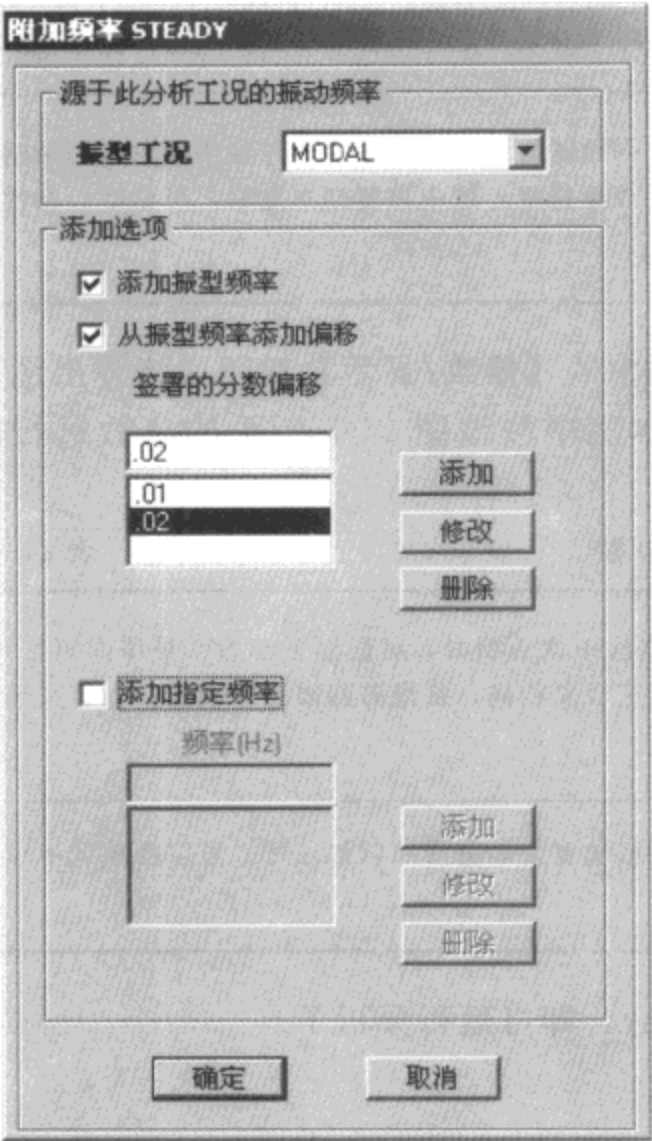 附加频率 STEADY
源于此分析工况的振动频率
振型工况 MODAL
添加选项
添加振型频率
从振型频率添加偏移
签署的分数偏移
.02
.01
.02
添加
修改
删除
添加指定频率
频率(Hz)
添加
修改
删除
确定 取消